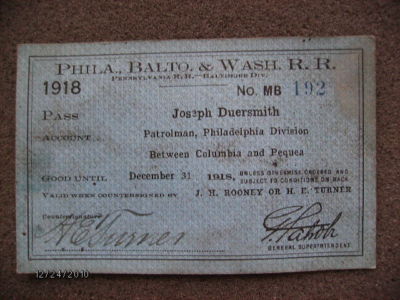 PHILA., BALTO. & WASH. R. R.
PENNSYLVANIA R. R.—BALTIMORE DIV.
1918 No. MB 192
PASS Joseph Duersmith
ACCOUNT Patrolman, Philadelphia Division
Between Columbia and Pequea
GOOD UNTIL December 31 1918, UNLESS OTHERWISE ORDERED AND
SUBJECT TO CONDITIONS ON BACK
VALID WHEN COUNTERSIGNED BY J. H. ROONEY OR H. E. TURNER
Countersignature
H E Turner
GENERAL SUPERINTENDENT.
12/24/2010